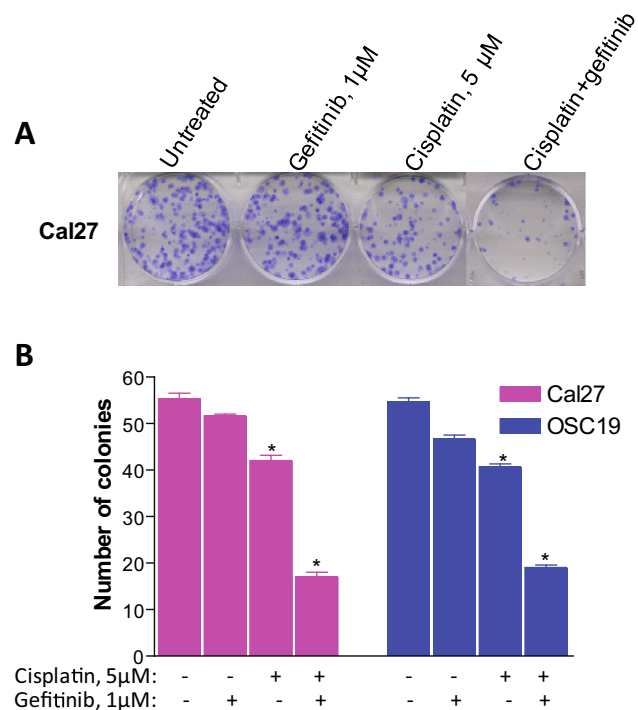 Untreated
Gefitinib, 1µM
Cisplatin, 5 µM
Cisplatin+gefitinib
A
Cal27
B
60
50
40
30
20
10
0
Number of colonies
Cal27
OSC19
* * * *
Cisplatin, 5µM: - - + + - - + +
Gefitinib, 1µM: - + - + - + - +